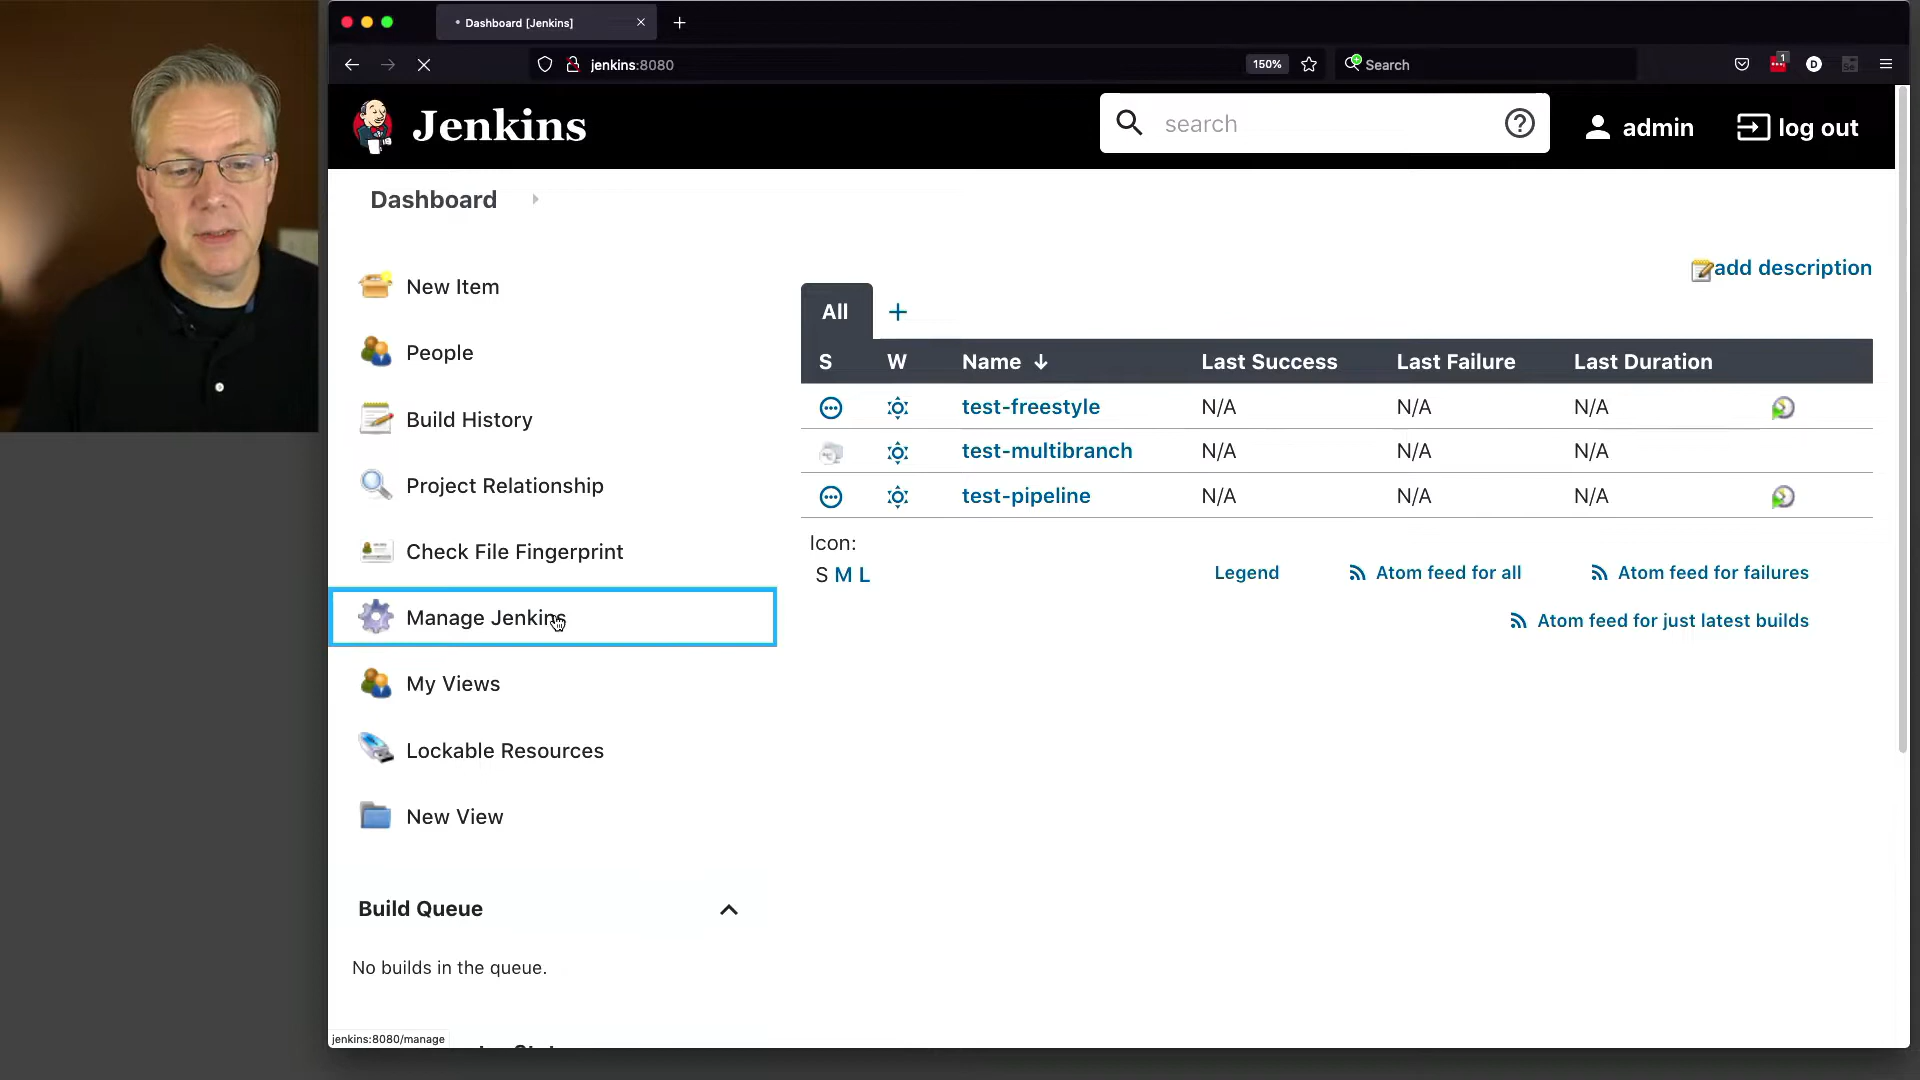 Dashboard [Jenkins]
jenkins:8080
150%
Search
1
D
Jenkins
search
admin
log out
Dashboard
New Item
People
Build History
Project Relationship
Check File Fingerprint
Manage Jenkins
My Views
Lockable Resources
New View
Build Queue
No builds in the queue.
add description
All +
S W Name ↓ Last Success Last Failure Last Duration
test-freestyle N/A N/A N/A
test-multibranch N/A N/A N/A
test-pipeline N/A N/A N/A
Icon:
S M L
Legend
Atom feed for all
Atom feed for failures
Atom feed for just latest builds
jenkins:8080/manage